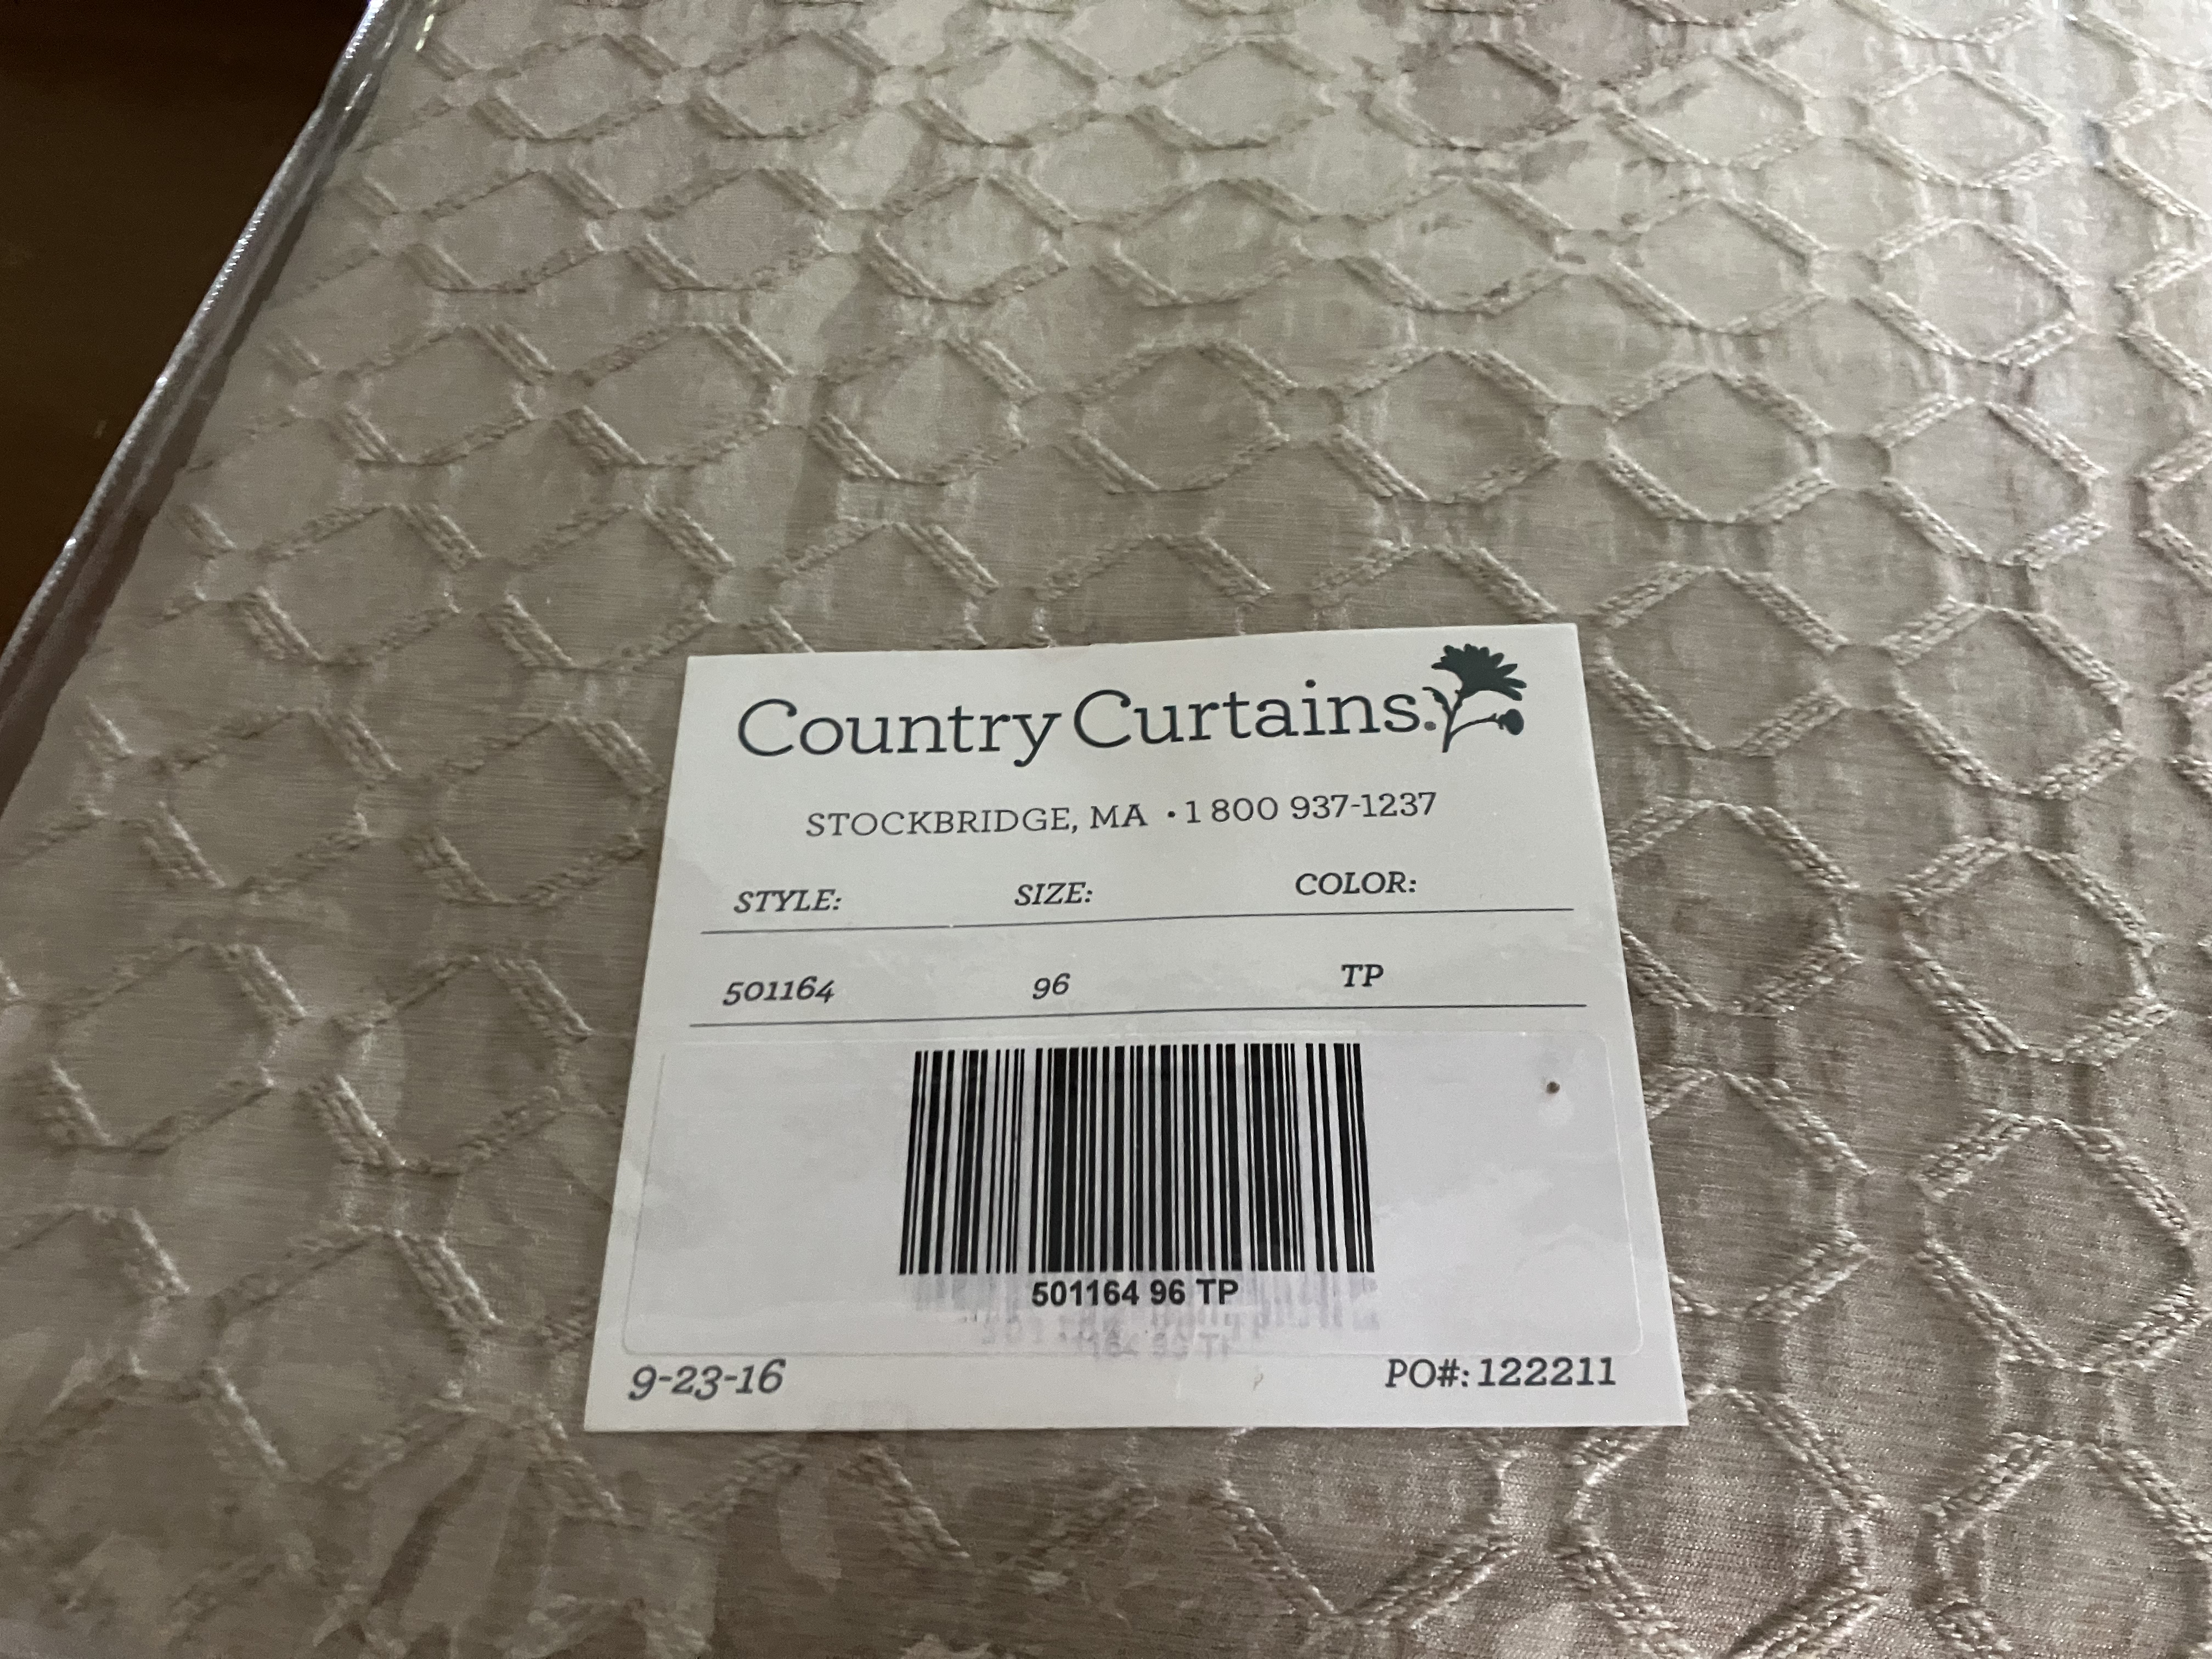 Country Curtains.
STOCKBRIDGE, MA • 1 800 937-1237
STYLE: SIZE: COLOR:
501164 96 TP
501164 96 TP
9-23-16 PO#: 122211